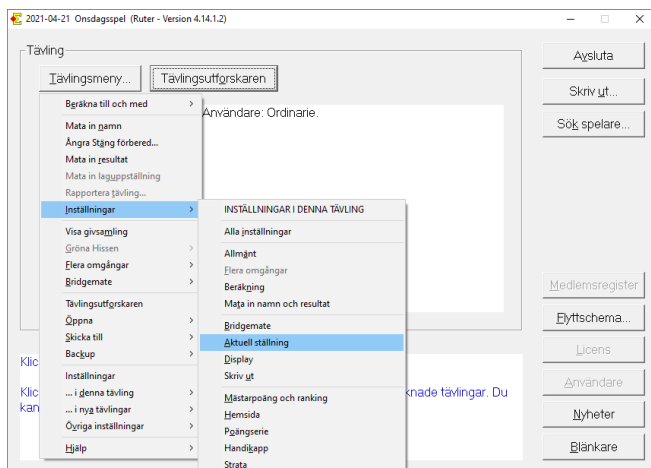 2021-04-21 Onsdagsspel (Ruter - Version 4.14.1.2)
Tävling
Tävlingsmeny...
Tävlingsutforskaren
Användare: Ordinarie.
Beräkna till och med
Mata in namn
Ångra Stäng förbered...
Mata in resultat
Mata in laguppställning
Rapportera tävling...
Inställningar
Visa givsamling
Gröna Hissen
Flera omgångar
Bridgemate
Tävlingsutforskaren
Öppna
Skicka till
Backup
Inställningar
... i denna tävling
... i nya tävlingar
Övriga inställningar
Hjälp
INSTÄLLNINGAR I DENNA TÄVLING
Alla inställningar
Allmänt
Flera omgångar
Beräkning
Mata in namn och resultat
Bridgemate
Aktuell ställning
Display
Skriv ut
Mästarpoäng och ranking
Hemsida
Poängserie
Handikapp
Strata
Klic
Klic
knade tävlingar. Du
kan
Avsluta
Skriv ut...
Sök spelare...
Medlemsregister
Flyttschema...
Licens
Användare
Nyheter
Blänkare